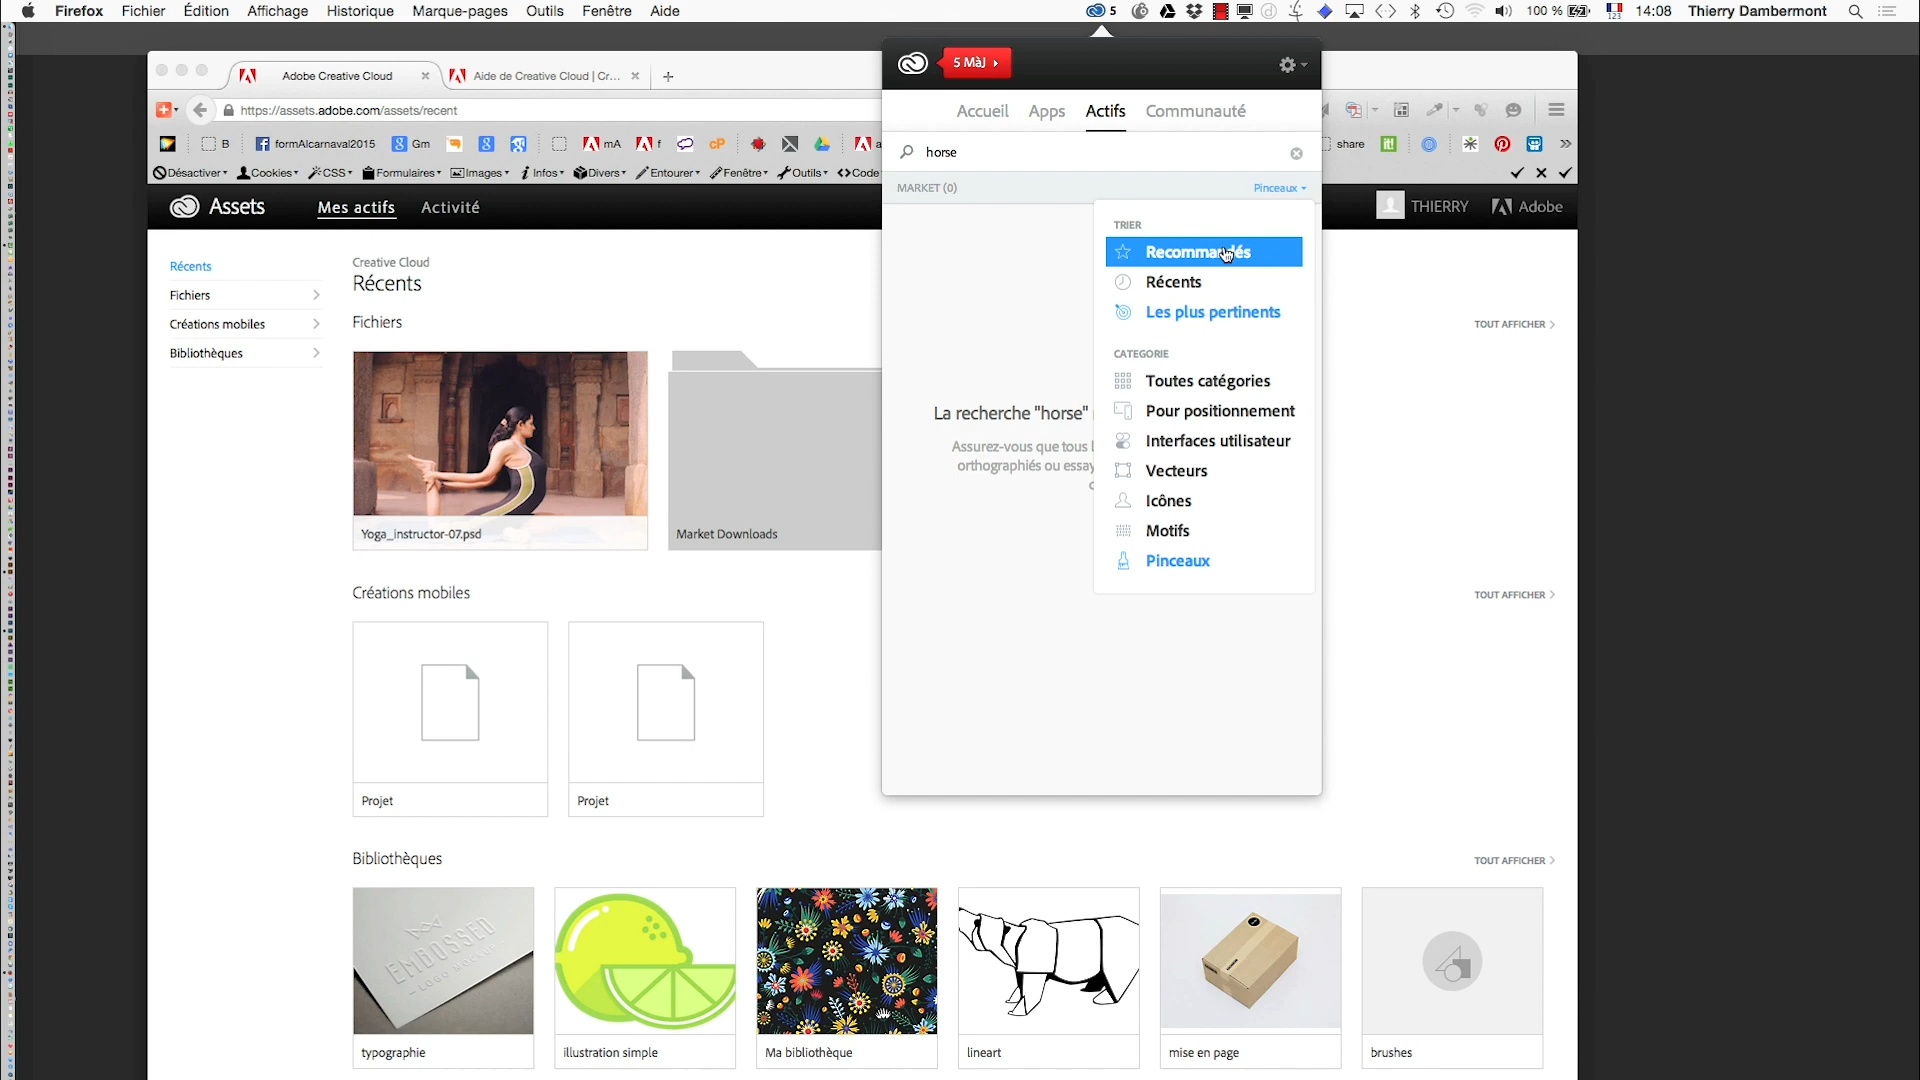 Firefox Fichier Édition Affichage Historique Marque-pages Outils Fenêtre Aide
5 100 % 123 14:08 Thierry Dambermont
5 MàJ
Adobe Creative Cloud
Aide de Creative Cloud | Cr...
https://assets.adobe.com/assets/recent
Accueil Apps Actifs Communauté
B formAIcarnaval2015 Gm mA f cP a
share it!
horse
Désactiver Cookies CSS Formulaires Images Infos Divers Entourer Fenêtre Outils Code
MARKET (0)
Pinceaux
Assets Mes actifs Activité
THIERRY Adobe
TRIER
Recommandés
Récents
Les plus pertinents
CATEGORIE
Toutes catégories
Pour positionnement
Interfaces utilisateur
Vecteurs
Icônes
Motifs
Pinceaux
La recherche "horse"
Assurez-vous que tous
orthographiés ou essay
Récents
Fichiers
Créations mobiles
Bibliothèques
Creative Cloud
Récents
Fichiers
TOUT AFFICHER
Yoga_instructor-07.psd
Market Downloads
Créations mobiles
TOUT AFFICHER
Projet
Projet
Bibliothèques
TOUT AFFICHER
EMBOSSED
typographie
illustration simple
Ma bibliothèque
lineart
mise en page
brushes